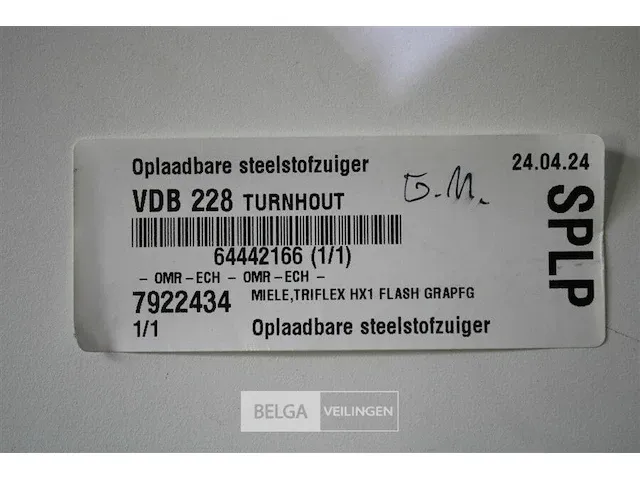 Oplaadbare steelstofzuiger
24.04.24
VDB 228 TURNHOUT
G.M.
SPLP
64442166 (1/1)
- OMR-ECH - OMR-ECH -
7922434 MIELE,TRIFLEX HX1 FLASH GRAPFG
1/1 Oplaadbare steelstofzuiger
BELGA VEILINGEN